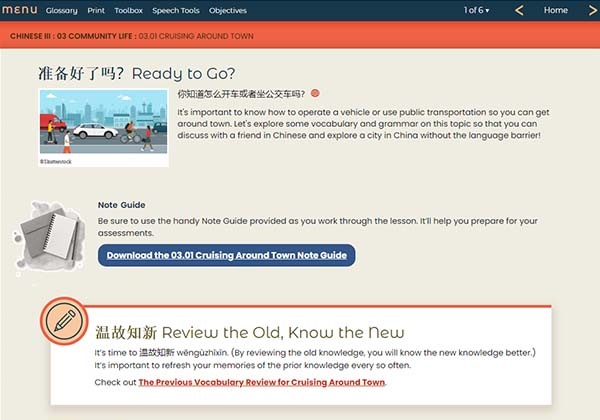 MENU Glossary Print Toolbox Speech Tools Objectives 1 of 6 ▾ < Home >
CHINESE III : 03 COMMUNITY LIFE : 03.01 CRUISING AROUND TOWN
准备好了吗？Ready to Go?
你知道怎么开车或者坐公交车吗？
It's important to know how to operate a vehicle or use public transportation so you can get
around town. Let's explore some vocabulary and grammar on this topic so that you can
discuss with a friend in Chinese and explore a city in China without the language barrier!
©Shutterstock
Note Guide
Be sure to use the handy Note Guide provided as you work through the lesson. It'll help you prepare for your
assessments.
Download the 03.01 Cruising Around Town Note Guide
温故知新 Review the Old, Know the New
It's time to 温故知新 wēngùzhīxīn. (By reviewing the old knowledge, you will know the new knowledge better.)
It's important to refresh your memories of the prior knowledge every so often.
Check out The Previous Vocabulary Review for Cruising Around Town.